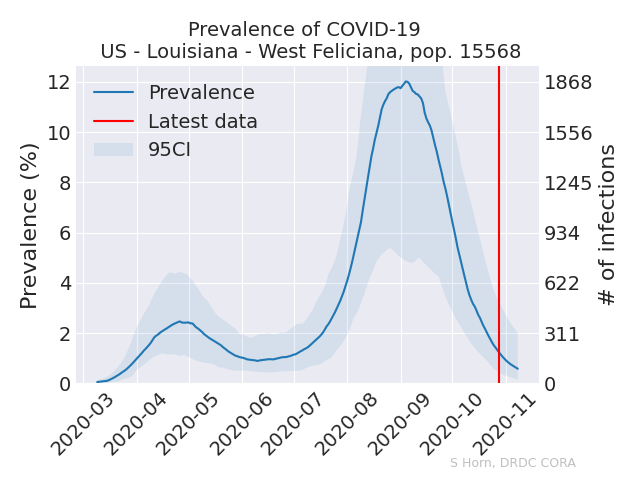 Prevalence of COVID-19
US - Louisiana - West Feliciana, pop. 15568
Prevalence
Latest data
95CI
Prevalence (%)
12
10
8
6
4
2
0
1868
1556
1245
934
622
311
0
# of infections
2020-03
2020-04
2020-05
2020-06
2020-07
2020-08
2020-09
2020-10
2020-11
S Horn, DRDC CORA